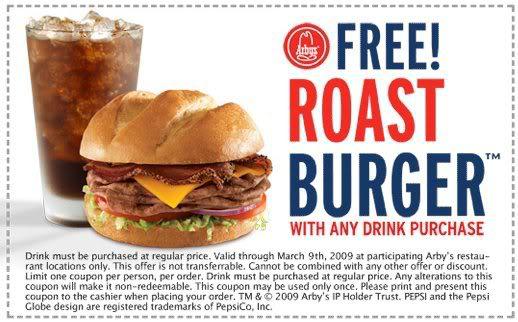 Arby's
FREE!
ROAST
BURGER™
WITH ANY DRINK PURCHASE
Drink must be purchased at regular price. Valid through March 9th, 2009 at participating Arby's restau-
rant locations only. This offer is not transferrable. Cannot be combined with any other offer or discount.
Limit one coupon per person, per order. Drink must be purchased at regular price. Any alterations to this
coupon will make it non-redeemable. This coupon may be used only once. Please print and present this
coupon to the cashier when placing your order. TM & © 2009 Arby's IP Holder Trust. PEPSI and the Pepsi
Globe design are registered trademarks of PepsiCo, Inc.